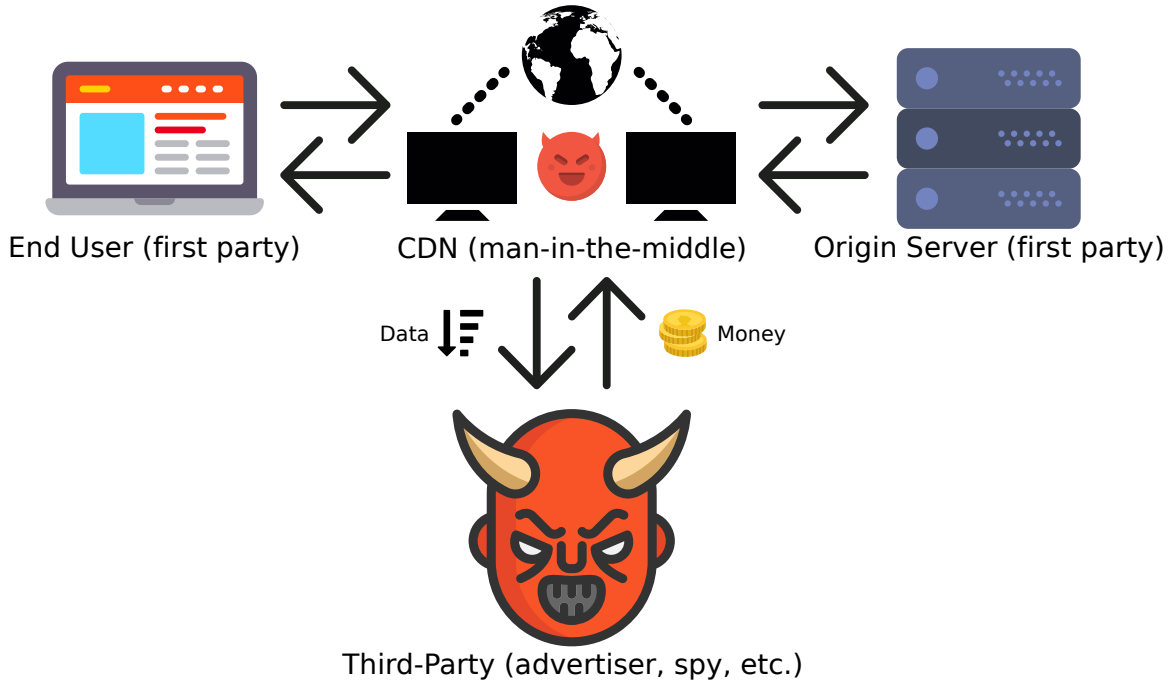 End User (first party)
CDN (man-in-the-middle)
Origin Server (first party)
Data
Money
Third-Party (advertiser, spy, etc.)